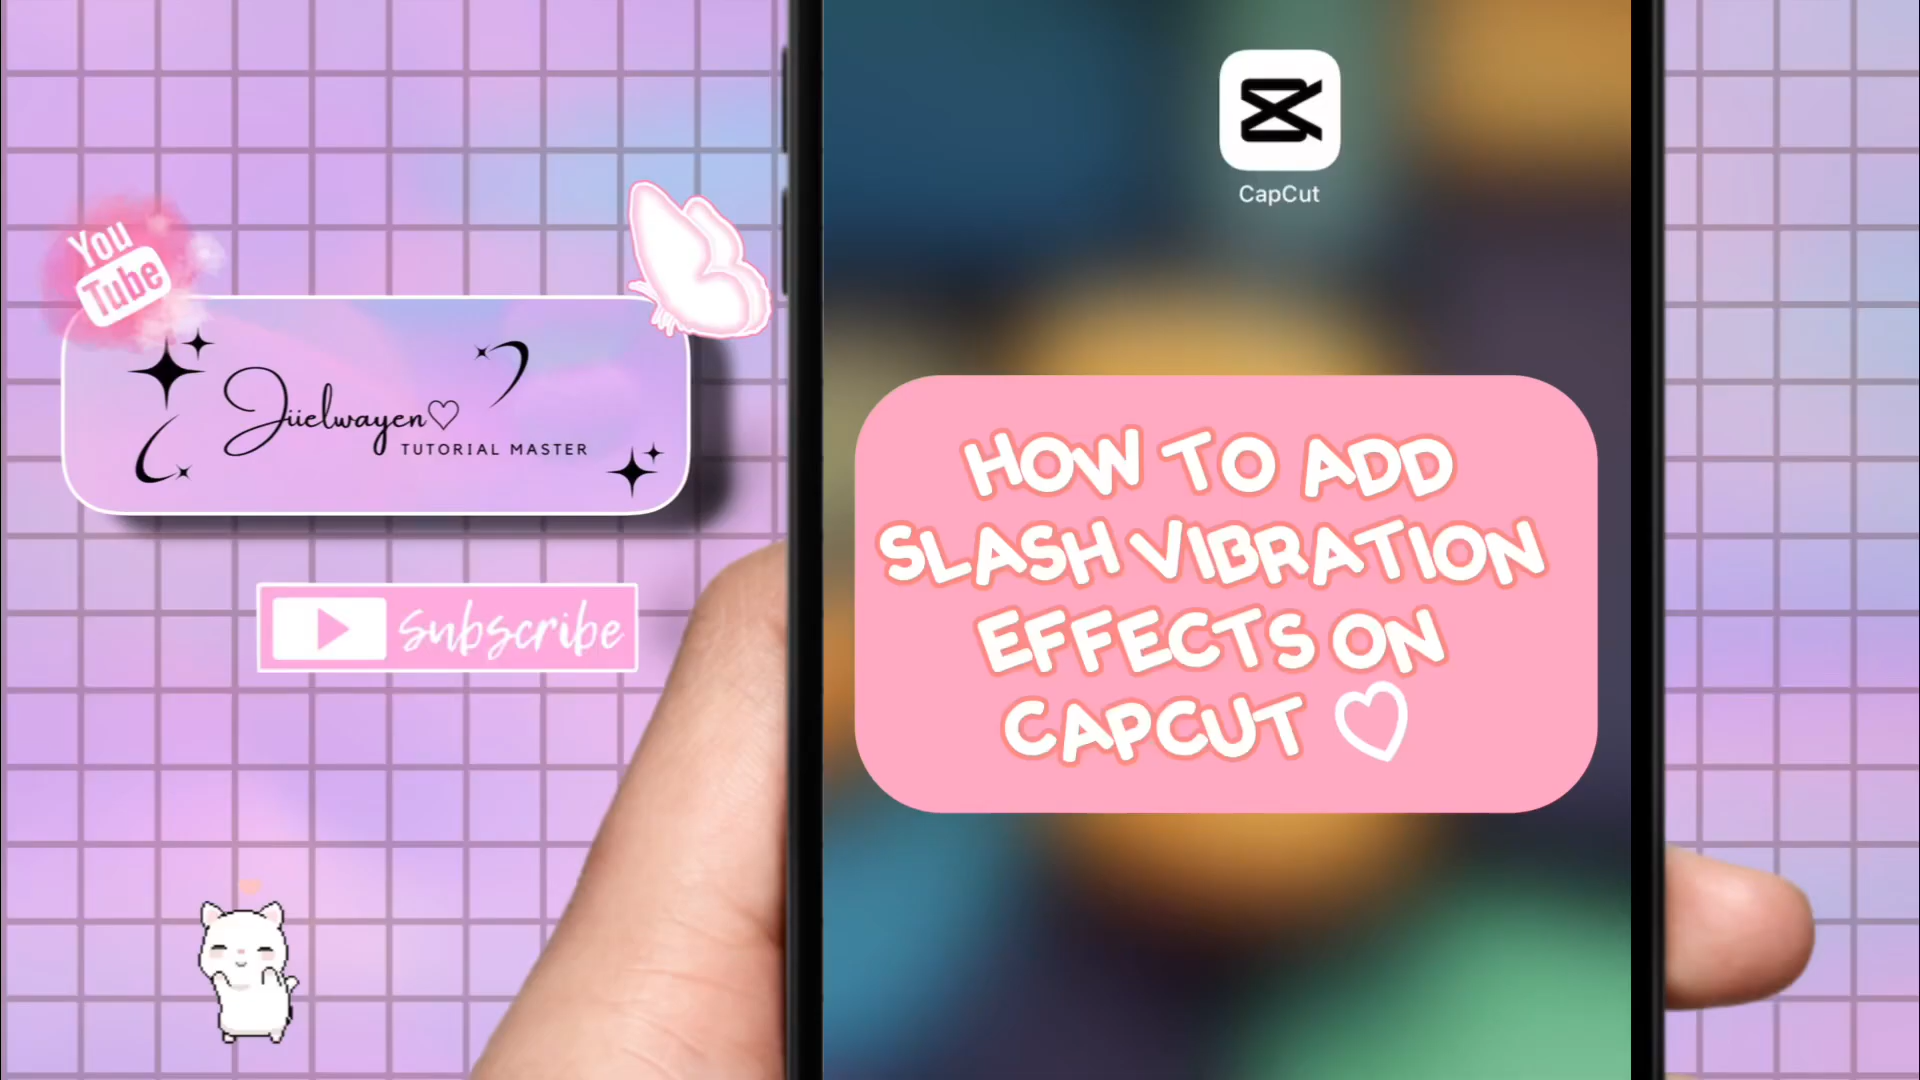 You
Tube
Jiielwayen♡
TUTORIAL MASTER
subscribe
CapCut
HOW TO ADD
SLASH VIBRATION
EFFECTS ON
CAPCUT ♡